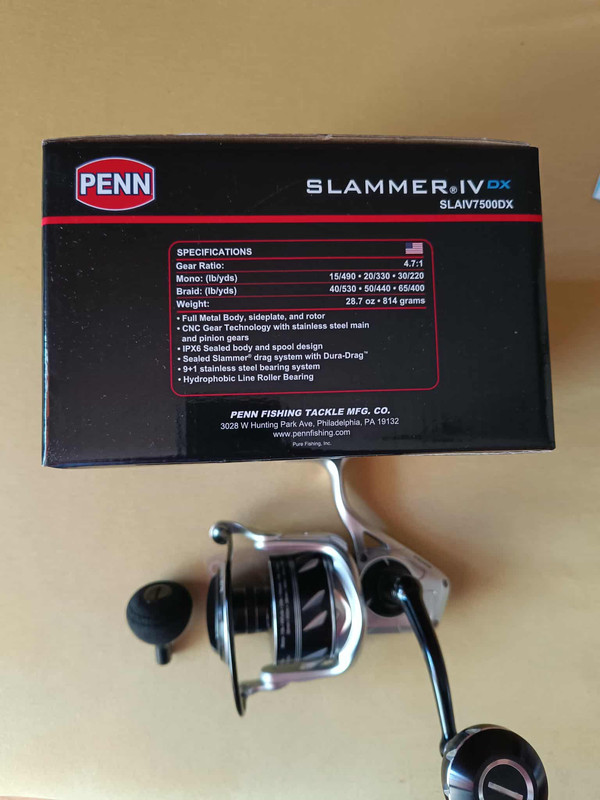 PENN
SLAMMER®IV DX
SLAIV7500DX
SPECIFICATIONS
Gear Ratio: 4.7:1
Mono: (lb/yds) 15/490 • 20/330 • 30/220
Braid: (lb/yds) 40/530 • 50/440 • 65/400
Weight: 28.7 oz • 814 grams
• Full Metal Body, sideplate, and rotor
• CNC Gear Technology with stainless steel main
and pinion gears
• IPX6 Sealed body and spool design
• Sealed Slammer® drag system with Dura-Drag™
• 9+1 stainless steel bearing system
• Hydrophobic Line Roller Bearing
PENN FISHING TACKLE MFG. CO.
3028 W Hunting Park Ave, Philadelphia, PA 19132
www.pennfishing.com
Pure Fishing, Inc.